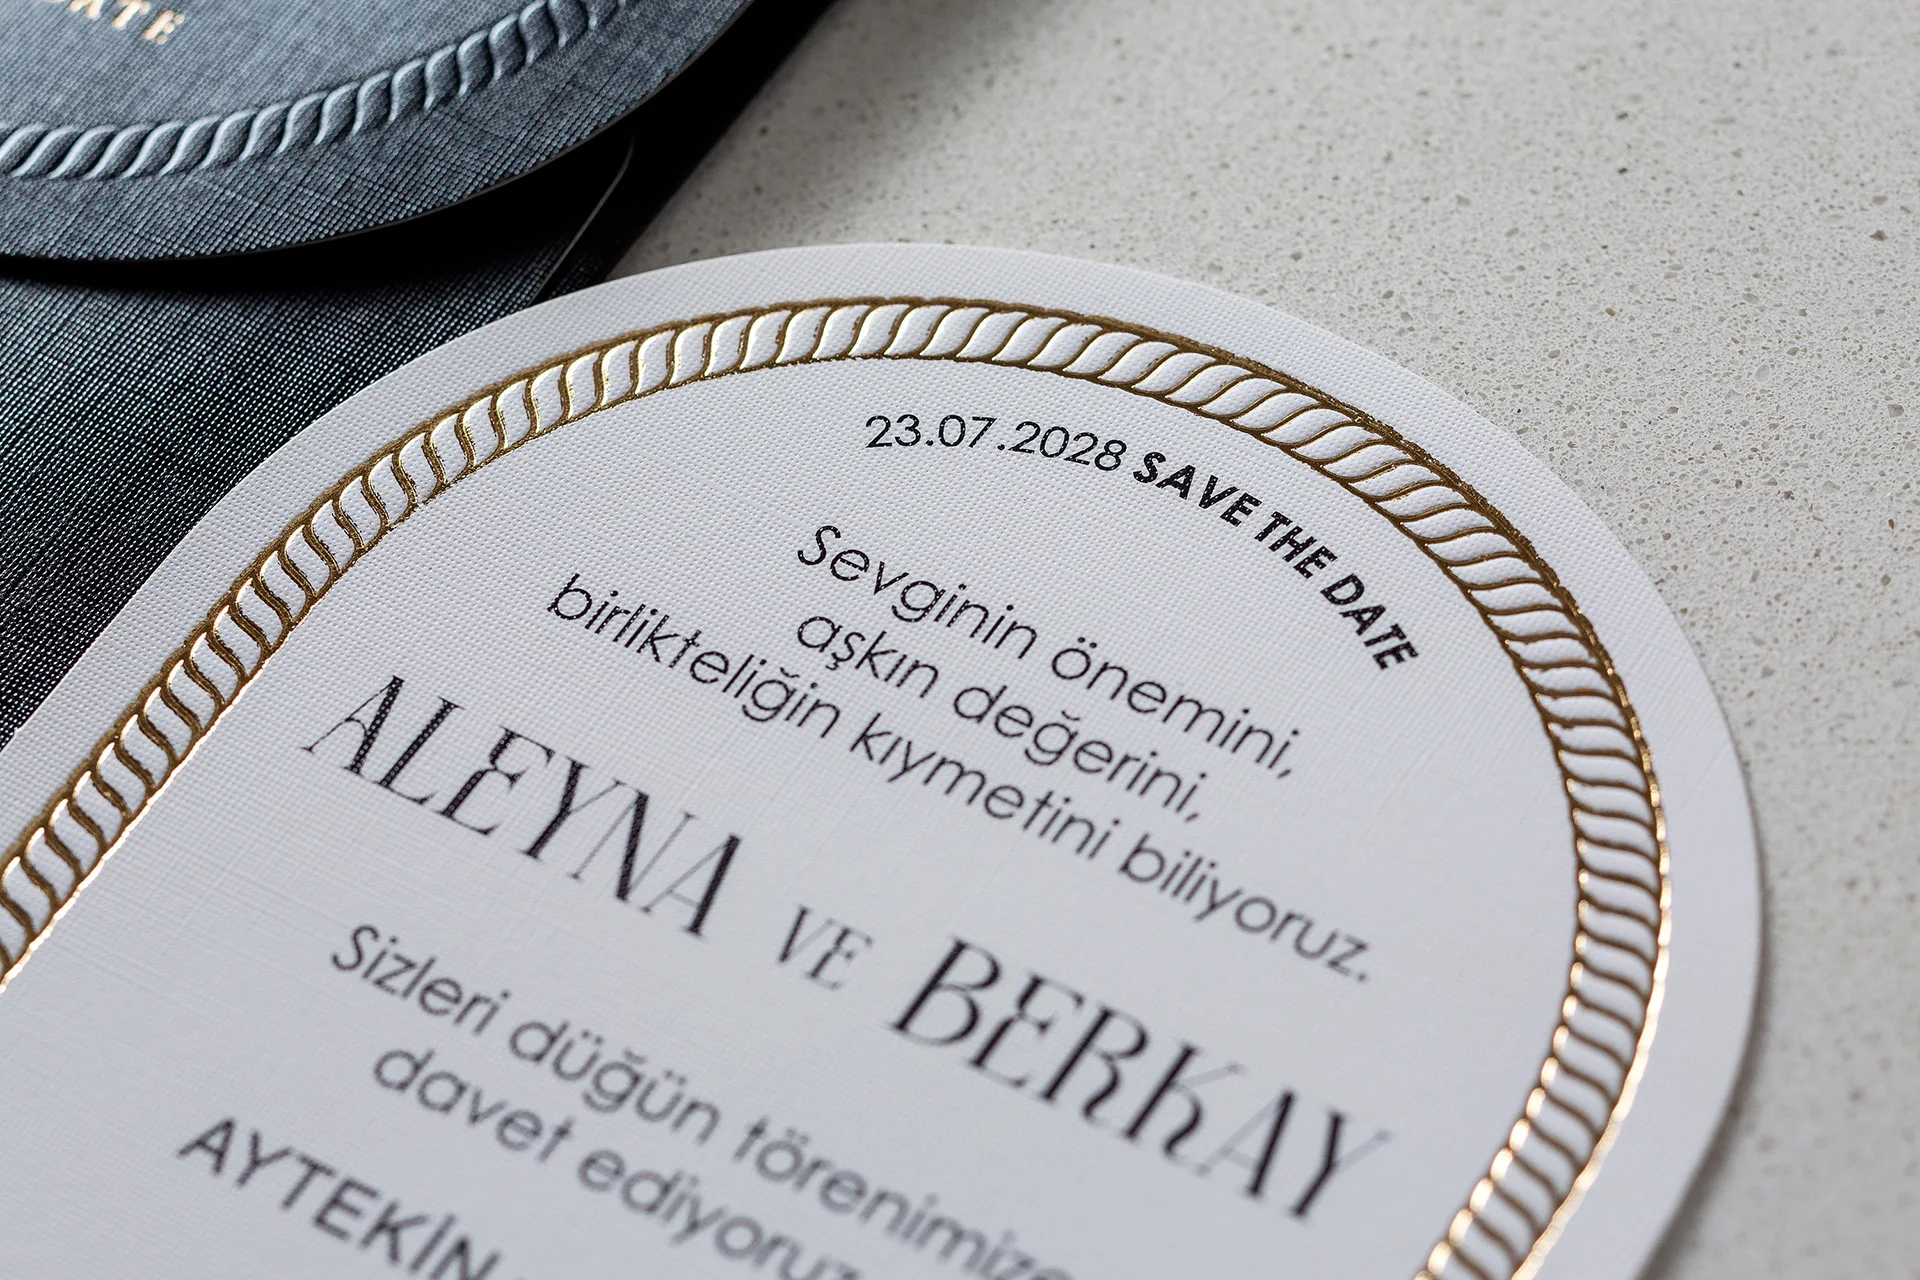 23.07.2028 SAVE THE DATE
Sevginin önemini,
aşkın değerini,
birlikteliğin kıymetini biliyoruz.
ALEYNA VE BERKAY
Sizleri düğün törenimize
davet ediyoruz
AYTEKİN